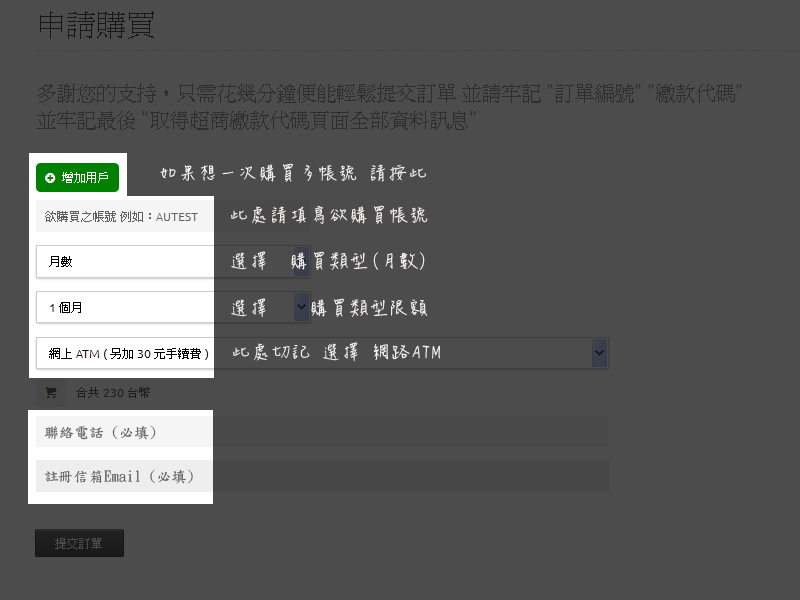 申請購買
多謝您的支持，只需花幾分鐘便能輕鬆提交訂單 並請牢記 "訂單編號" "繳款代碼"
並牢記最後 "取得超商繳款代碼頁面全部資料訊息"
增加用戶 如果想一次購買多帳號 請按此
欲購買之帳號 例如：AUTEST 此處請填寫欲購買帳號
月數 選擇 購買類型(月數)
1 個月 選擇 購買類型限額
網上 ATM ( 另加 30 元手續費 ) 此處切記 選擇 網路ATM
合共 230 台幣
聯絡電話 (必填)
註冊信箱Email (必填)
提交訂單